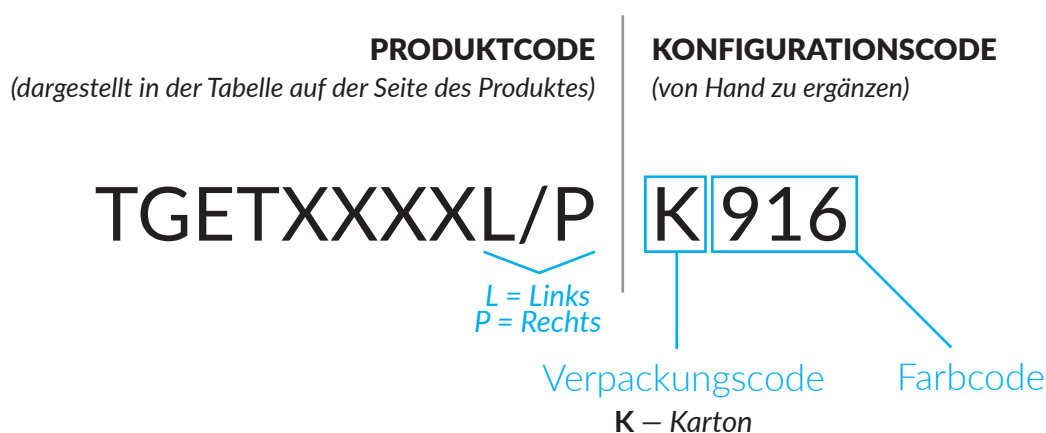 PRODUKTCODE
(dargestellt in der Tabelle auf der Seite des Produktes)
KONFIGURATIONSCODE
(von Hand zu ergänzen)
TGETXXXXL/P K 916
L = Links
P = Rechts
Verpackungscode
K — Karton
Farbcode